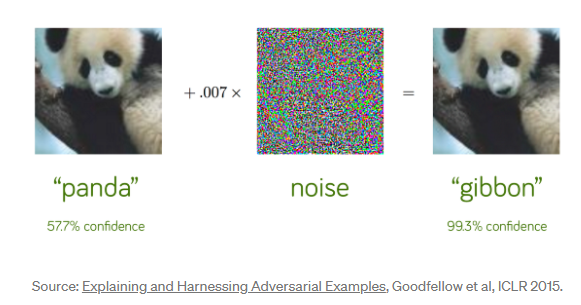 + .007 ×
=
“panda”
noise
“gibbon”
57.7% confidence
99.3% confidence
Source: Explaining and Harnessing Adversarial Examples, Goodfellow et al, ICLR 2015.